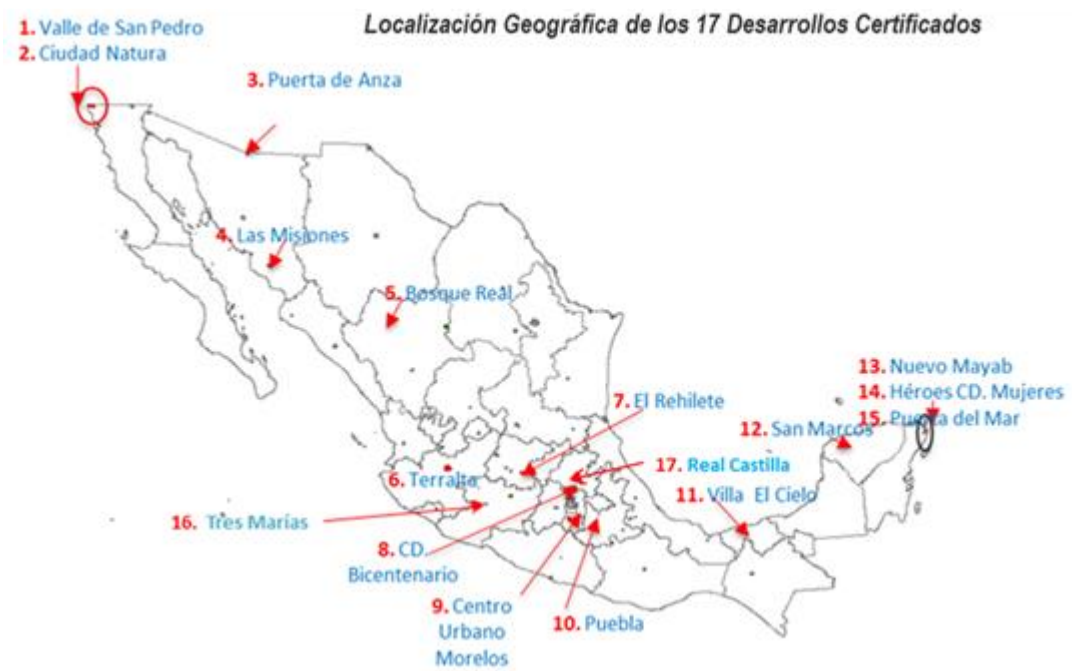 Localización Geográfica de los 17 Desarrollos Certificados
1. Valle de San Pedro
2. Ciudad Natura
3. Puerta de Anza
4. Las Misiones
5. Bosque Real
6. Terralta
7. El Rehilete
8. CD.
Bicentenario
9. Centro
Urbano
Morelos
10. Puebla
11. Villa El Cielo
12. San Marcos
13. Nuevo Mayab
14. Héroes CD. Mujeres
15. Puerta del Mar
16. Tres Marías
17. Real Castilla